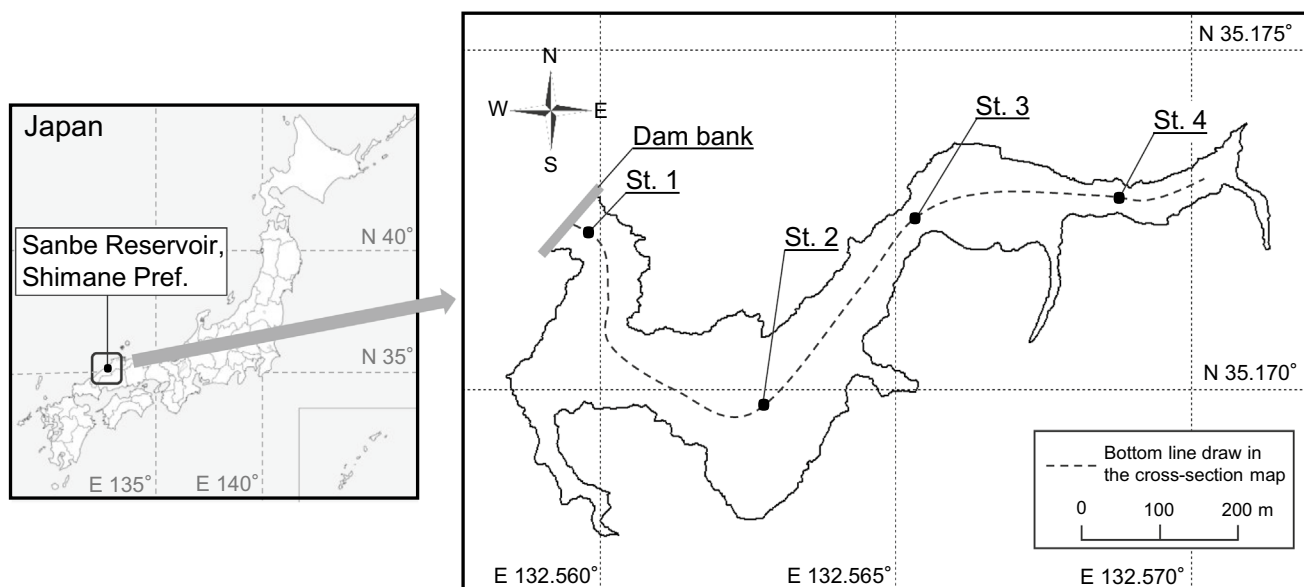 Japan
Sanbe Reservoir,
Shimane Pref.
N 40°
N 35°
E 135°
E 140°
N 35.175°
N
W
E
S
Dam bank
St. 1
St. 2
St. 3
St. 4
N 35.170°
Bottom line draw in
the cross-section map
0 100 200 m
E 132.560°
E 132.565°
E 132.570°